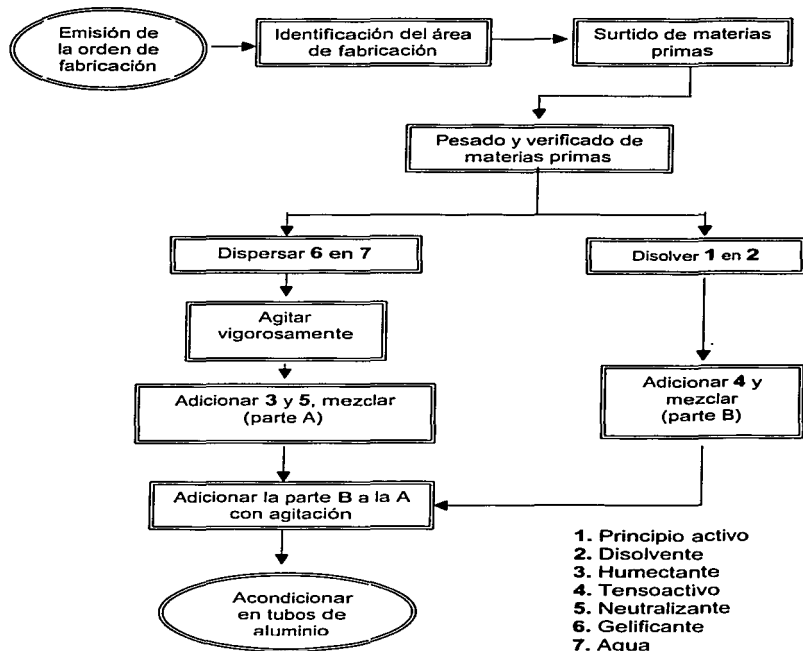 Emisión de
la orden de
fabricación
Identificación del área
de fabricación
Surtido de materias
primas
Pesado y verificado de
materias primas
Dispersar 6 en 7
Disolver 1 en 2
Agitar
vigorosamente
Adicionar 3 y 5, mezclar
(parte A)
Adicionar 4 y
mezclar
(parte B)
Adicionar la parte B a la A
con agitación
Acondicionar
en tubos de
aluminio
1. Principio activo
2. Disolvente
3. Humectante
4. Tensoactivo
5. Neutralizante
6. Gelificante
7. Agua